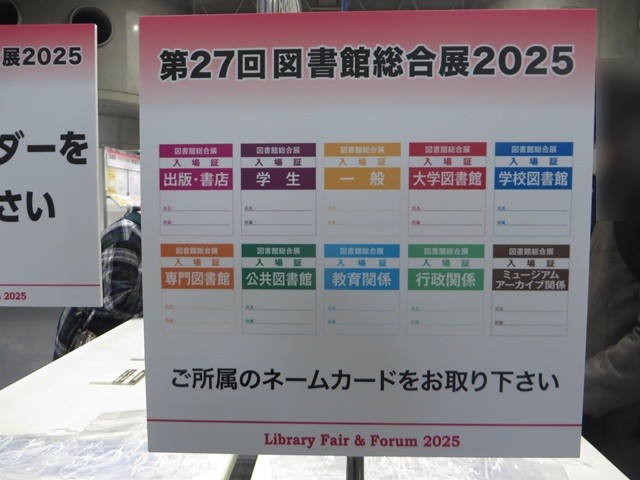 展2025
ダーを
さい
2025
第27回 図書館総合展2025
図書館総合展
入場証
出版・書店
図書館総合展
入場証
学生
図書館総合展
入場証
一般
図書館総合展
入場証
大学図書館
図書館総合展
入場証
学校図書館
図書館総合展
入場証
専門図書館
図書館総合展
入場証
公共図書館
図書館総合展
入場証
教育関係
図書館総合展
入場証
行政関係
図書館総合展
入場証
ミュージアム
アーカイブ関係
ご所属のネームカードをお取り下さい
Library Fair & Forum 2025